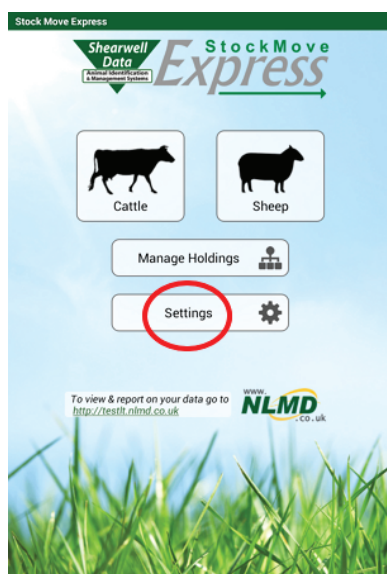 Stock Move Express
Shearwell
Data
Animal Identification
& Management Systems
StockMove
Express
Cattle
Sheep
Manage Holdings
Settings
To view & report on your data go to
http://testlt.nlmd.co.uk
www.
NLMD
.co.uk